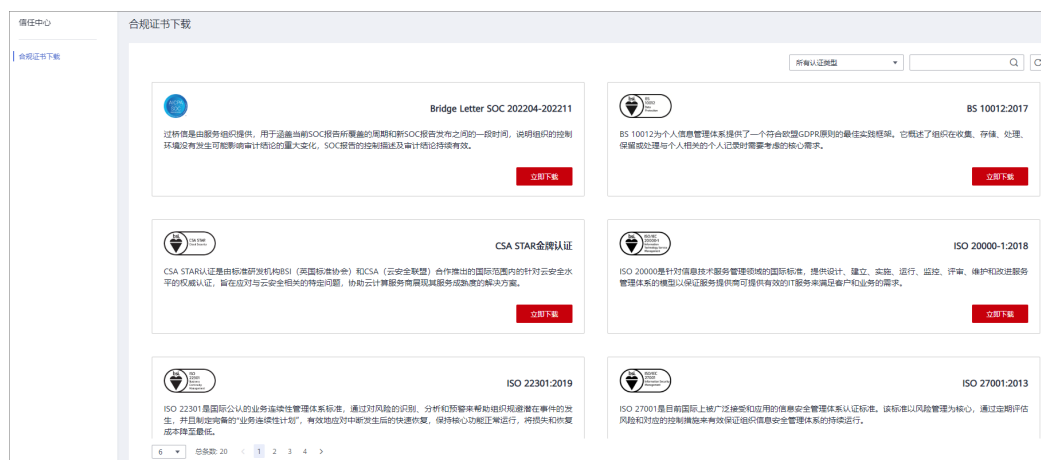 信任中心
合规证书下载
合规证书下载
所有认证类型
Bridge Letter SOC 202204-202211
过桥信是由服务组织提供，用于涵盖当前SOC报告所覆盖的周期和新SOC报告发布之间的一段时间，说明组织的控制
环境没有发生可能影响审计结论的重大变化，SOC报告的控制描述及审计结论持续有效。
立即下载
BS 10012:2017
BS 10012为个人信息管理体系提供了一个符合欧盟GDPR原则的最佳实践框架。它概述了组织在收集、存储、处理、
保留或处理与个人相关的个人记录时需要考虑的核心需求。
立即下载
CSA STAR
CSA STAR金牌认证
CSA STAR认证是由标准研发机构BSI（英国标准协会）和CSA（云安全联盟）合作推出的国际范围内的针对云安全水
平的权威认证，旨在应对与云安全相关的特定问题，协助云计算服务商展现其服务成熟度的解决方案。
立即下载
ISO 20000-1:2018
ISO 20000是针对信息技术服务管理领域的国际标准，提供设计、建立、实施、运行、监控、评审、维护和改进服务
管理体系的模型以保证服务提供商可提供有效的IT服务来满足客户和业务的需求。
立即下载
ISO 22301:2019
ISO 22301是国际公认的业务连续性管理体系标准，通过对风险的识别、分析和预警来帮助组织规避潜在事件的发
生，并且制定完备的“业务连续性计划”，有效地应对中断发生后的快速恢复，保持核心功能正常运行，将损失和恢复
成本降至最低。
ISO 27001:2013
ISO 27001是目前国际上被广泛接受和应用的信息安全管理体系认证标准。该标准以风险管理为核心，通过定期评估
风险和对应的控制措施来有效保证组织信息安全管理体系的持续运行。
6 总条数: 20 < 1 2 3 4 >